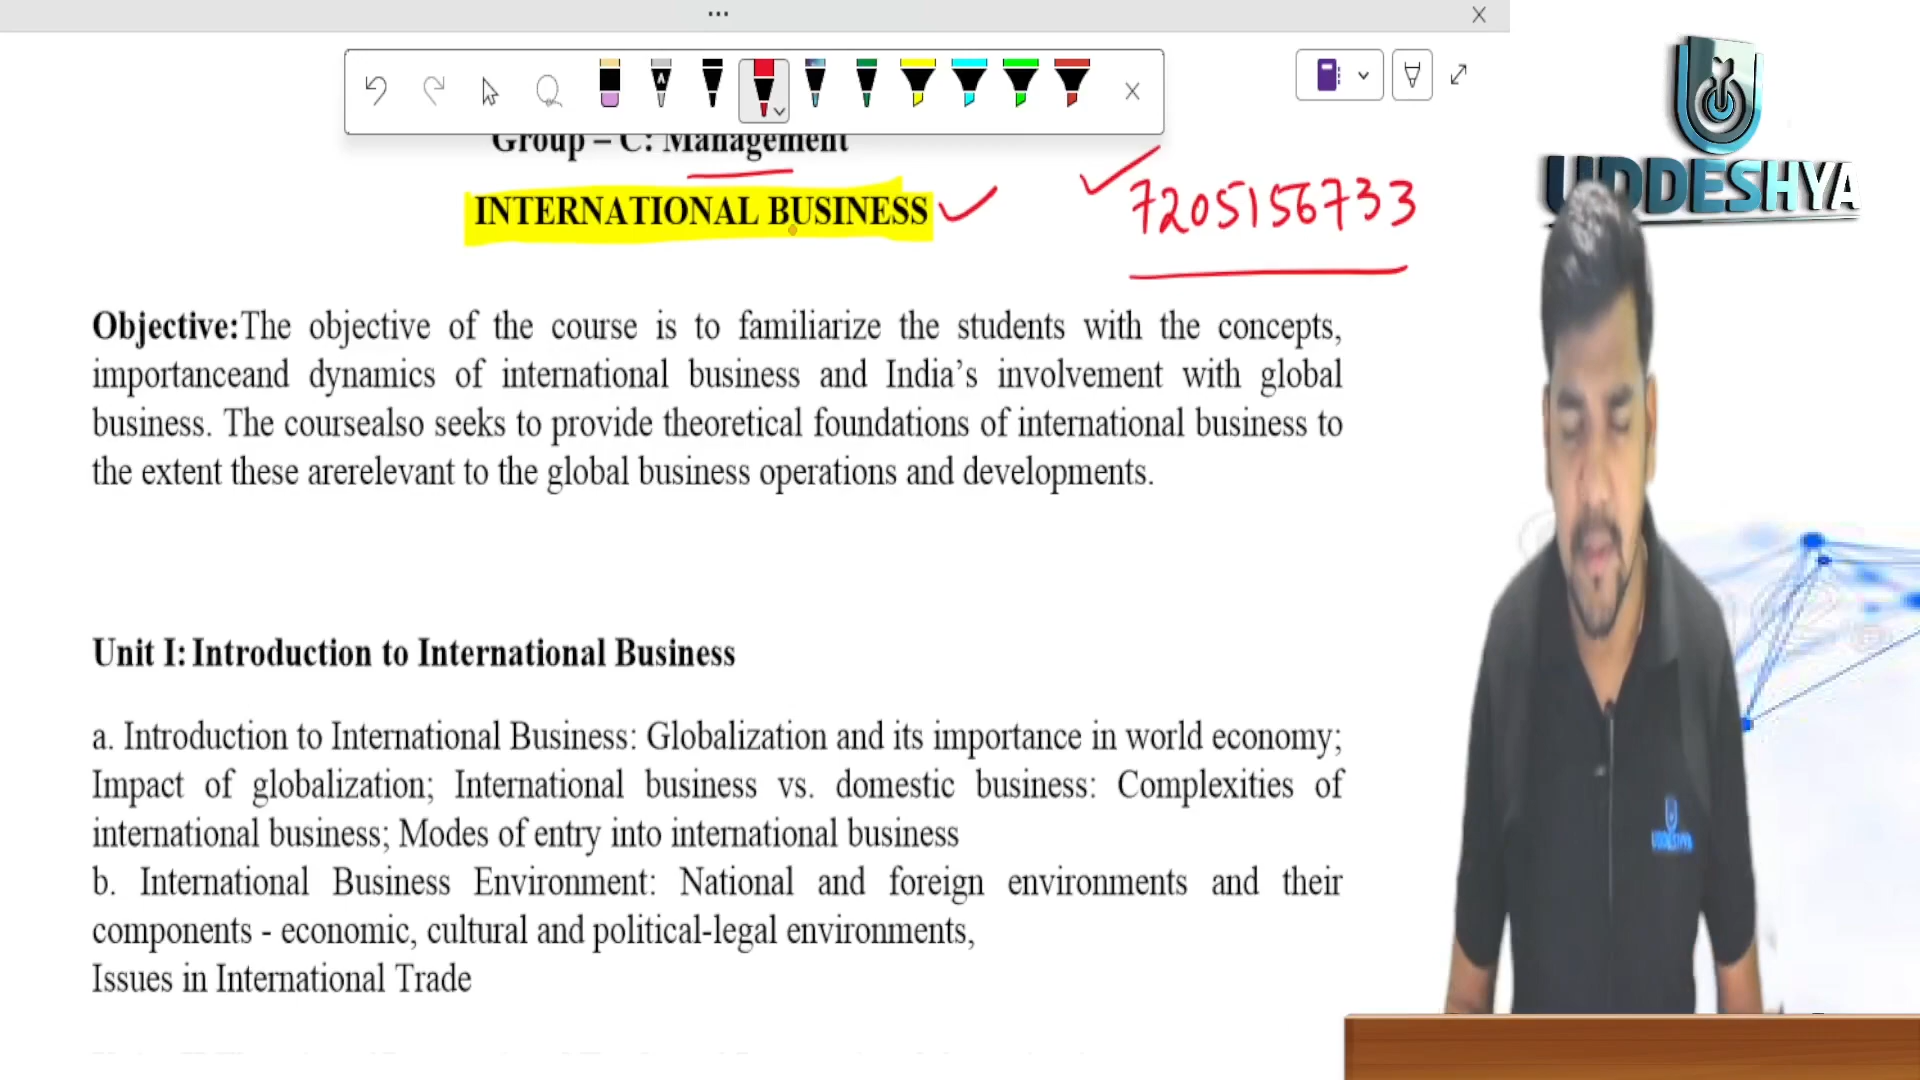 Group – C: Management
INTERNATIONAL BUSINESS
7205156733
UDDESHYA
Objective:The objective of the course is to familiarize the students with the concepts,
importanceand dynamics of international business and India's involvement with global
business. The coursealso seeks to provide theoretical foundations of international business to
the extent these arerelevant to the global business operations and developments.
Unit I: Introduction to International Business
a. Introduction to International Business: Globalization and its importance in world economy;
Impact of globalization; International business vs. domestic business: Complexities of
international business; Modes of entry into international business
b. International Business Environment: National and foreign environments and their
components - economic, cultural and political-legal environments,
Issues in International Trade
UDDESHYA